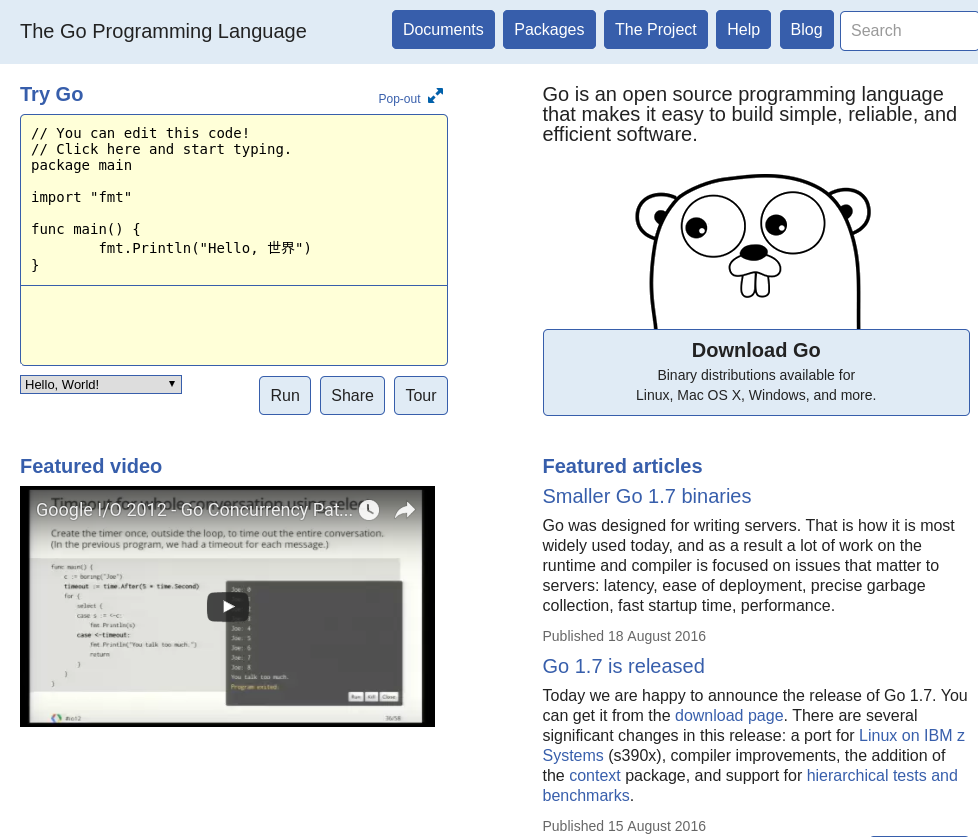 The Go Programming Language
Documents
Packages
The Project
Help
Blog
Search
Try Go
Pop-out
// You can edit this code!
// Click here and start typing.
package main
import "fmt"
func main() {
fmt.Println("Hello, 世界")
}
Hello, World!
Run
Share
Tour
Go is an open source programming language
that makes it easy to build simple, reliable, and
efficient software.
Download Go
Binary distributions available for
Linux, Mac OS X, Windows, and more.
Featured video
Google I/O 2012 - Go Concurrency Pat...
Create the timer once, outside the loop, to time out the entire conversation.
(In the previous program, we had a timeout for each message.)
func main() {
c := boring("Joe")
timeout := time.After(5 * time.Second)
for {
select {
case s := <-c:
fmt.Println(s)
case <-timeout:
fmt.Println("You talk too much.")
return
}
}
}
Joe: 0
Joe: 4
Joe: 5
Joe: 6
Joe: 7
Joe: 8
You talk too much.
Program exited.
Run
Kill
Close
36/58
Featured articles
Smaller Go 1.7 binaries
Go was designed for writing servers. That is how it is most
widely used today, and as a result a lot of work on the
runtime and compiler is focused on issues that matter to
servers: latency, ease of deployment, precise garbage
collection, fast startup time, performance.
Published 18 August 2016
Go 1.7 is released
Today we are happy to announce the release of Go 1.7. You
can get it from the download page. There are several
significant changes in this release: a port for Linux on IBM z
Systems (s390x), compiler improvements, the addition of
the context package, and support for hierarchical tests and
benchmarks.
Published 15 August 2016